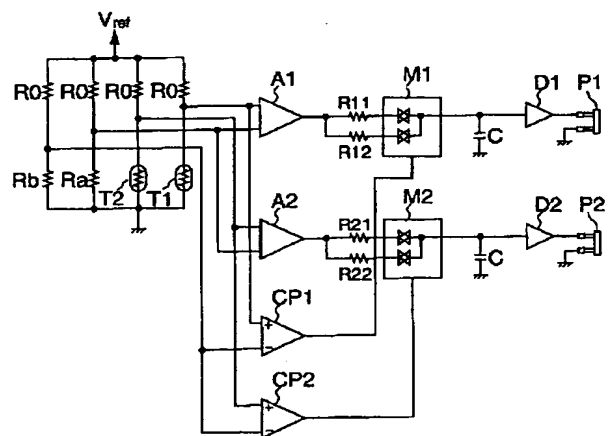 Vref
R0 R0 R0 R0
Rb Ra T2 T1
A1
R11
R12
M1
C
D1
P1
A2
R21
R22
M2
C
D2
P2
CP1
+
−
CP2
+
−